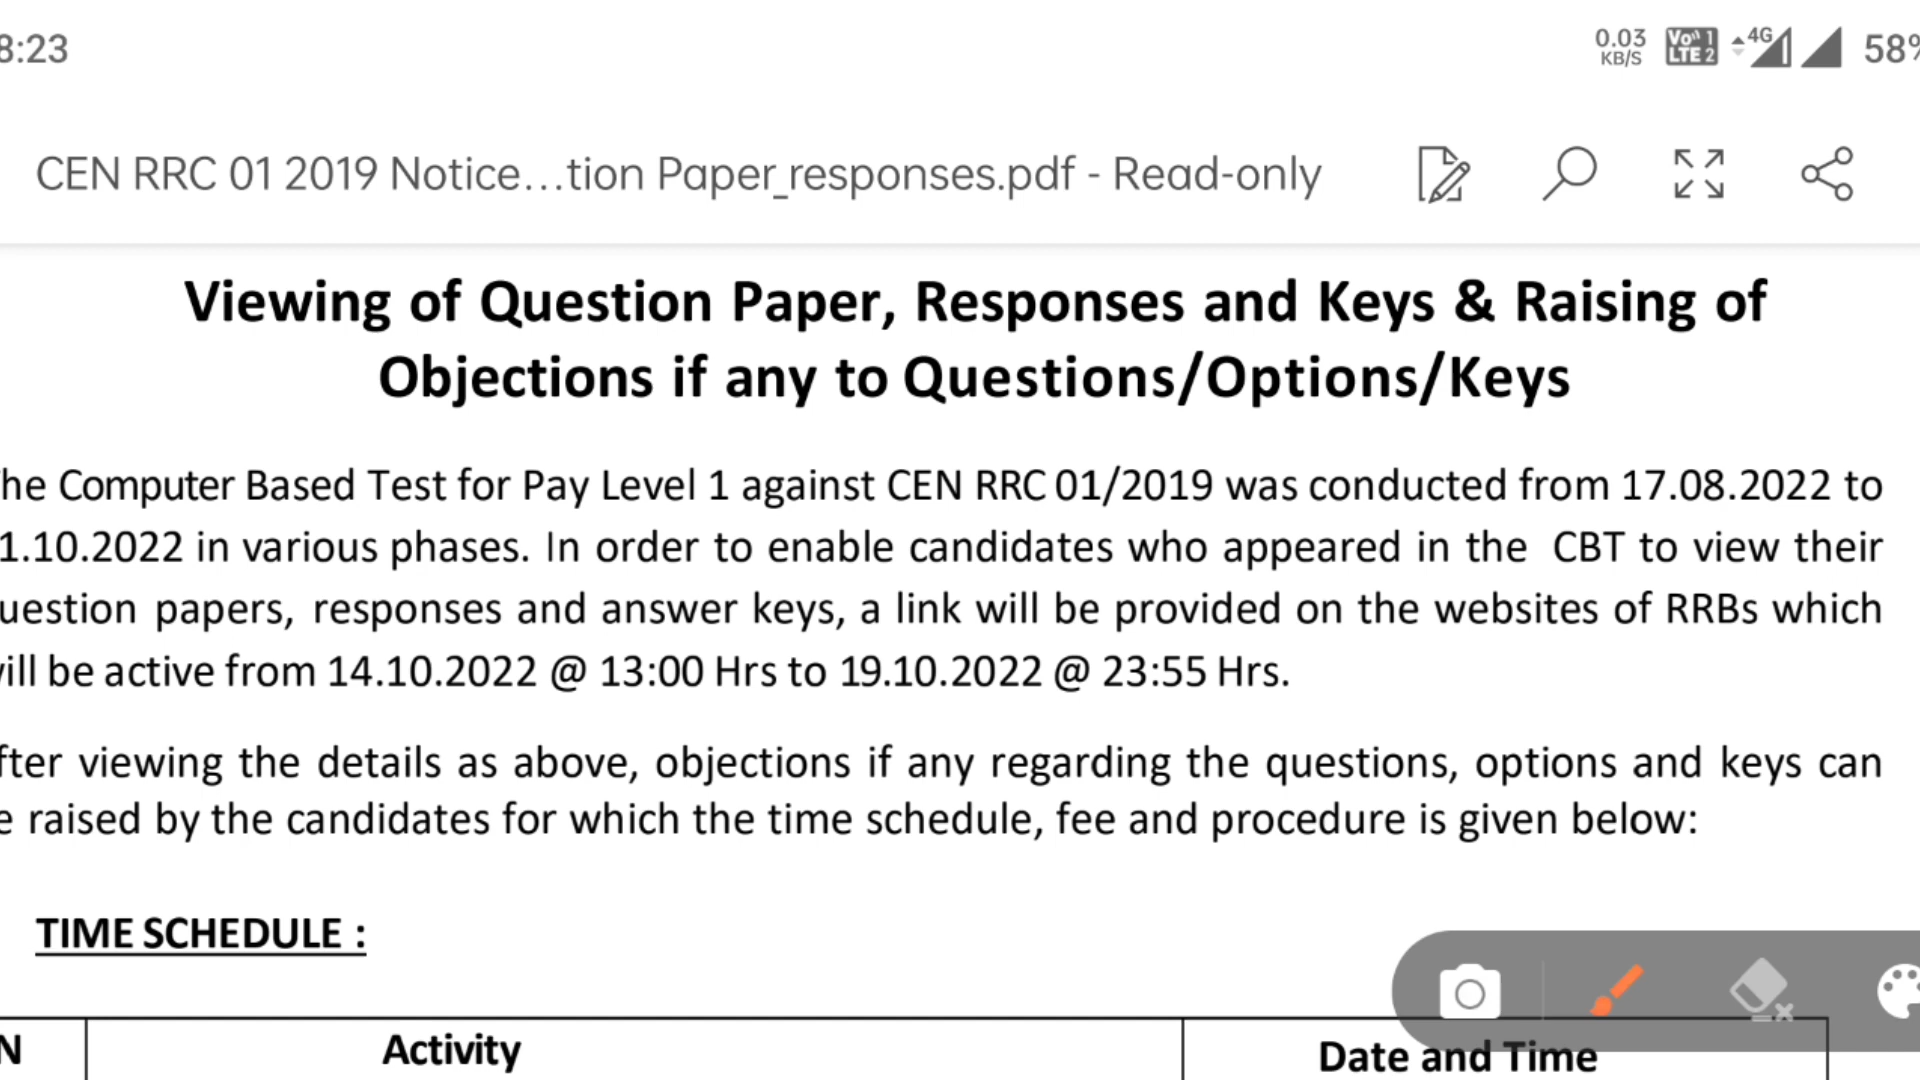 8:23 0.03 KB/S Vo 1 LTE 2 4G 58%
CEN RRC 01 2019 Notice...tion Paper_responses.pdf - Read-only
Viewing of Question Paper, Responses and Keys & Raising of
Objections if any to Questions/Options/Keys
he Computer Based Test for Pay Level 1 against CEN RRC 01/2019 was conducted from 17.08.2022 to
1.10.2022 in various phases. In order to enable candidates who appeared in the CBT to view their
uestion papers, responses and answer keys, a link will be provided on the websites of RRBs which
ill be active from 14.10.2022 @ 13:00 Hrs to 19.10.2022 @ 23:55 Hrs.
fter viewing the details as above, objections if any regarding the questions, options and keys can
e raised by the candidates for which the time schedule, fee and procedure is given below:
TIME SCHEDULE :
N Activity Date and Time